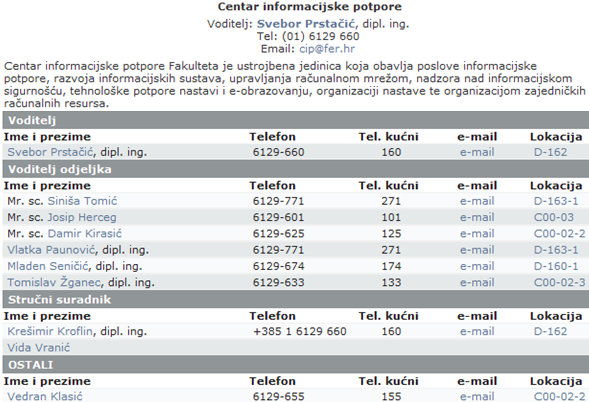 Centar informacijske potpore
Voditelj: Svebor Prstačić, dipl. ing.
Tel: (01) 6129 660
Email: cip@fer.hr
Centar informacijske potpore Fakulteta je ustrojbena jedinica koja obavlja poslove informacijske
potpore, razvoja informacijskih sustava, upravljanja računalnom mrežom, nadzora nad informacijskom
sigurnošću, tehnološke potpore nastavi i e-obrazovanju, organizaciji nastave te organizacijom zajedničkih
računalnih resursa.
Voditelj
Ime i prezime Telefon Tel. kućni e-mail Lokacija
Svebor Prstačić, dipl. ing. 6129-660 160 e-mail D-162
Voditelj odjeljka
Ime i prezime Telefon Tel. kućni e-mail Lokacija
Mr. sc. Siniša Tomić 6129-771 271 e-mail D-163-1
Mr. sc. Josip Herceg 6129-601 101 e-mail C00-03
Mr. sc. Damir Kirasić 6129-625 125 e-mail C00-02-2
Vlatka Paunović, dipl. ing. 6129-771 271 e-mail D-163-1
Mladen Seničić, dipl. ing. 6129-674 174 e-mail D-160-1
Tomislav Žganec, dipl. ing. 6129-633 133 e-mail C00-02-3
Stručni suradnik
Ime i prezime Telefon Tel. kućni e-mail Lokacija
Krešimir Kroflin, dipl. ing. +385 1 6129 660 160 e-mail D-162
Vida Vranić
OSTALI
Ime i prezime Telefon Tel. kućni e-mail Lokacija
Vedran Klasić 6129-655 155 e-mail C00-02-2